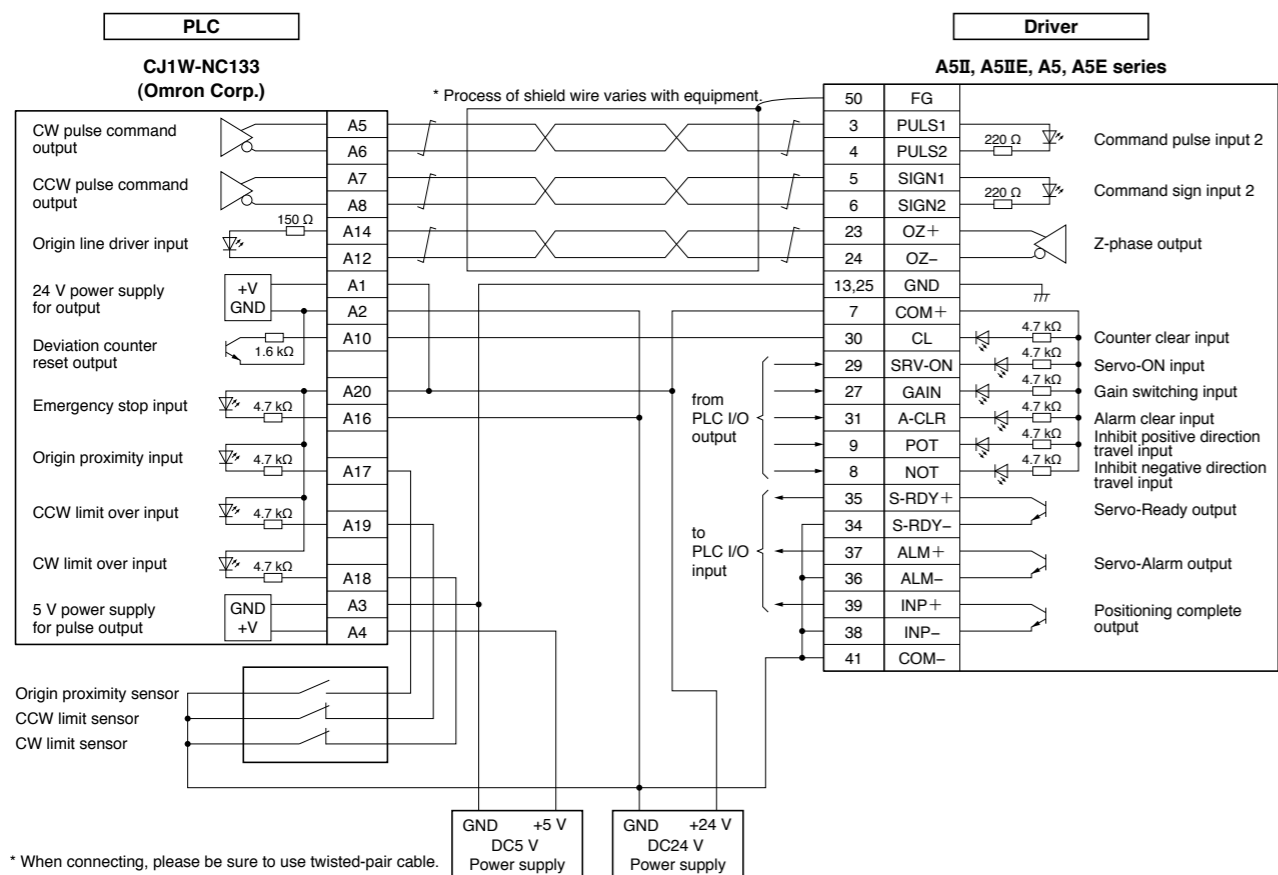 PLC
Driver
CJ1W-NC133
(Omron Corp.)
A5II, A5IIE, A5, A5E series
* Process of shield wire varies with equipment.
50 FG
CW pulse command
output
A5
A6
3 PULS1
4 PULS2
220 Ω
Command pulse input 2
CCW pulse command
output
A7
A8
5 SIGN1
6 SIGN2
220 Ω
Command sign input 2
Origin line driver input
150 Ω
A14
A12
23 OZ+
24 OZ−
Z-phase output
24 V power supply
for output
+V
GND
A1
A2
13,25 GND
7 COM+
Deviation counter
reset output
1.6 kΩ
A10
30 CL
4.7 kΩ
Counter clear input
29 SRV-ON
4.7 kΩ
Servo-ON input
Emergency stop input
4.7 kΩ
A20
A16
from
PLC I/O
output
27 GAIN
4.7 kΩ
Gain switching input
31 A-CLR
4.7 kΩ
Alarm clear input
Origin proximity input
4.7 kΩ
A17
9 POT
4.7 kΩ
Inhibit positive direction
travel input
8 NOT
4.7 kΩ
Inhibit negative direction
travel input
CCW limit over input
4.7 kΩ
A19
to
PLC I/O
input
35 S-RDY+
34 S-RDY−
Servo-Ready output
CW limit over input
4.7 kΩ
A18
37 ALM+
36 ALM−
Servo-Alarm output
5 V power supply
for pulse output
GND
+V
A3
A4
39 INP+
38 INP−
Positioning complete
output
41 COM−
Origin proximity sensor
CCW limit sensor
CW limit sensor
GND +5 V
DC5 V
Power supply
GND +24 V
DC24 V
Power supply
* When connecting, please be sure to use twisted-pair cable.